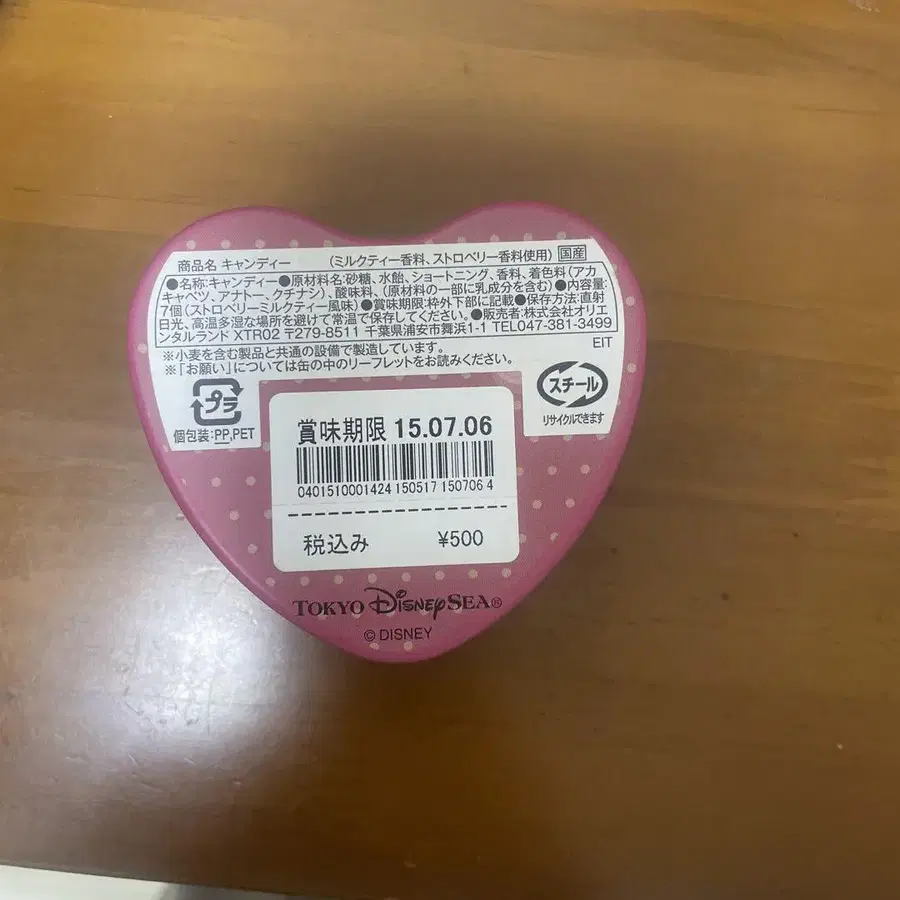 商品名 キャンディー （ミルクティー香料、ストロベリー香料使用） 国産
●名称:キャンディー●原材料名:砂糖、水飴、ショートニング、香料、着色料（アカ
キャベツ、アナトー、クチナシ）、酸味料、（原材料の一部に乳成分を含む）●内容量:
7個（ストロベリーミルクティー風味）●賞味期限:枠外下部に記載●保存方法:直射
日光、高温多湿な場所を避けて常温で保存してください。●販売者:株式会社オリエ
ンタルランド XTR02 〒279-8511 千葉県浦安市舞浜1-1 TEL047-381-3499
EIT
※小麦を含む製品と共通の設備で製造しています。
※「お願い」については缶の中のリーフレットをお読みください。
プラ
個包装:PP,PET
スチール
リサイクルできます
賞味期限 15.07.06
0401510001424 150517 150706 4
税込み ¥500
TOKYO DISNEYSEA®
© DISNEY